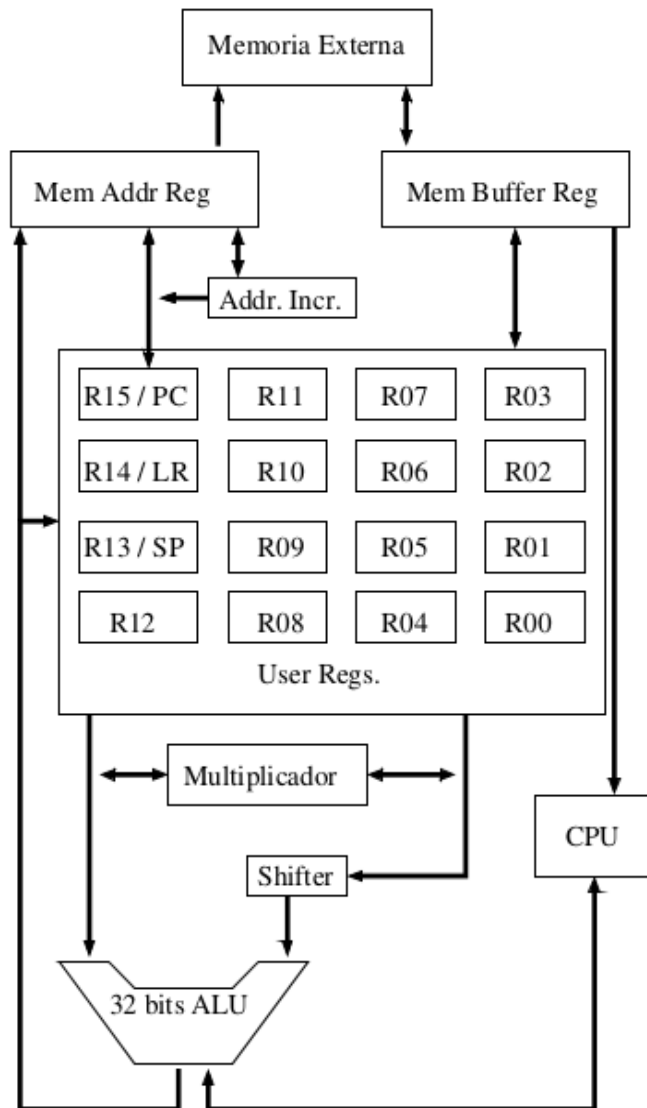 Memoria Externa
Mem Addr Reg
Mem Buffer Reg
Addr. Incr.
R15 / PC
R11
R07
R03
R14 / LR
R10
R06
R02
R13 / SP
R09
R05
R01
R12
R08
R04
R00
User Regs.
Multiplicador
CPU
Shifter
32 bits ALU